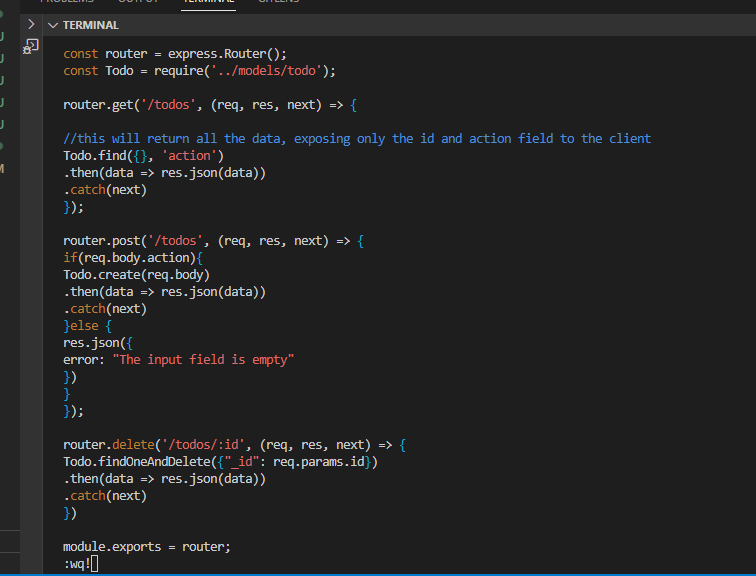 TERMINAL
const router = express.Router();
const Todo = require('../models/todo');
router.get('/todos', (req, res, next) => {
//this will return all the data, exposing only the id and action field to the client
Todo.find({}, 'action')
.then(data => res.json(data))
.catch(next)
});
router.post('/todos', (req, res, next) => {
if(req.body.action){
Todo.create(req.body)
.then(data => res.json(data))
.catch(next)
}else {
res.json({
error: "The input field is empty"
})
}
});
router.delete('/todos/:id', (req, res, next) => {
Todo.findOneAndDelete({"_id": req.params.id})
.then(data => res.json(data))
.catch(next)
})
module.exports = router;
:wq!